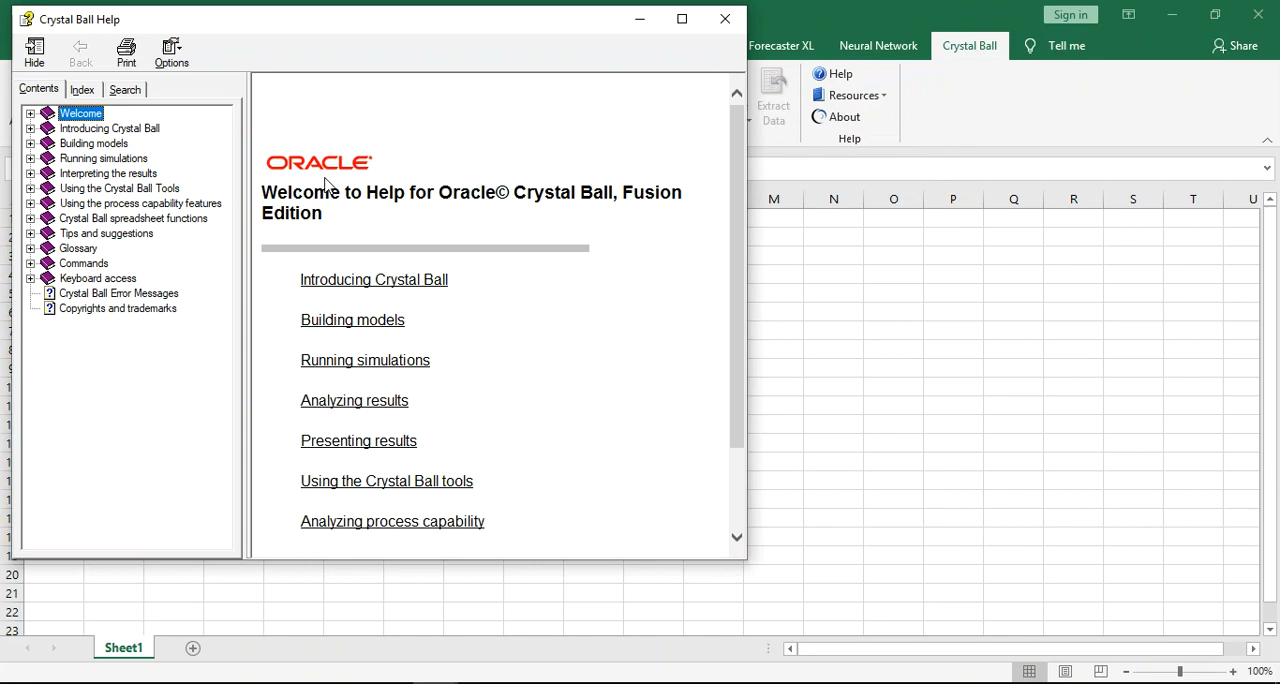 Crystal Ball Help
Hide
Back
Print
Options
Contents
Index
Search
Welcome
Introducing Crystal Ball
Building models
Running simulations
Interpreting the results
Using the Crystal Ball Tools
Using the process capability features
Crystal Ball spreadsheet functions
Tips and suggestions
Glossary
Commands
Keyboard access
Crystal Ball Error Messages
Copyrights and trademarks
ORACLE
Welcome to Help for Oracle© Crystal Ball, Fusion
Edition
Introducing Crystal Ball
Building models
Running simulations
Analyzing results
Presenting results
Using the Crystal Ball tools
Analyzing process capability
Sign in
Forecaster XL
Neural Network
Crystal Ball
Tell me
Share
Extract
Data
Help
Resources
About
Help
M N O P Q R S T U
20
21
22
23
Sheet1
100%